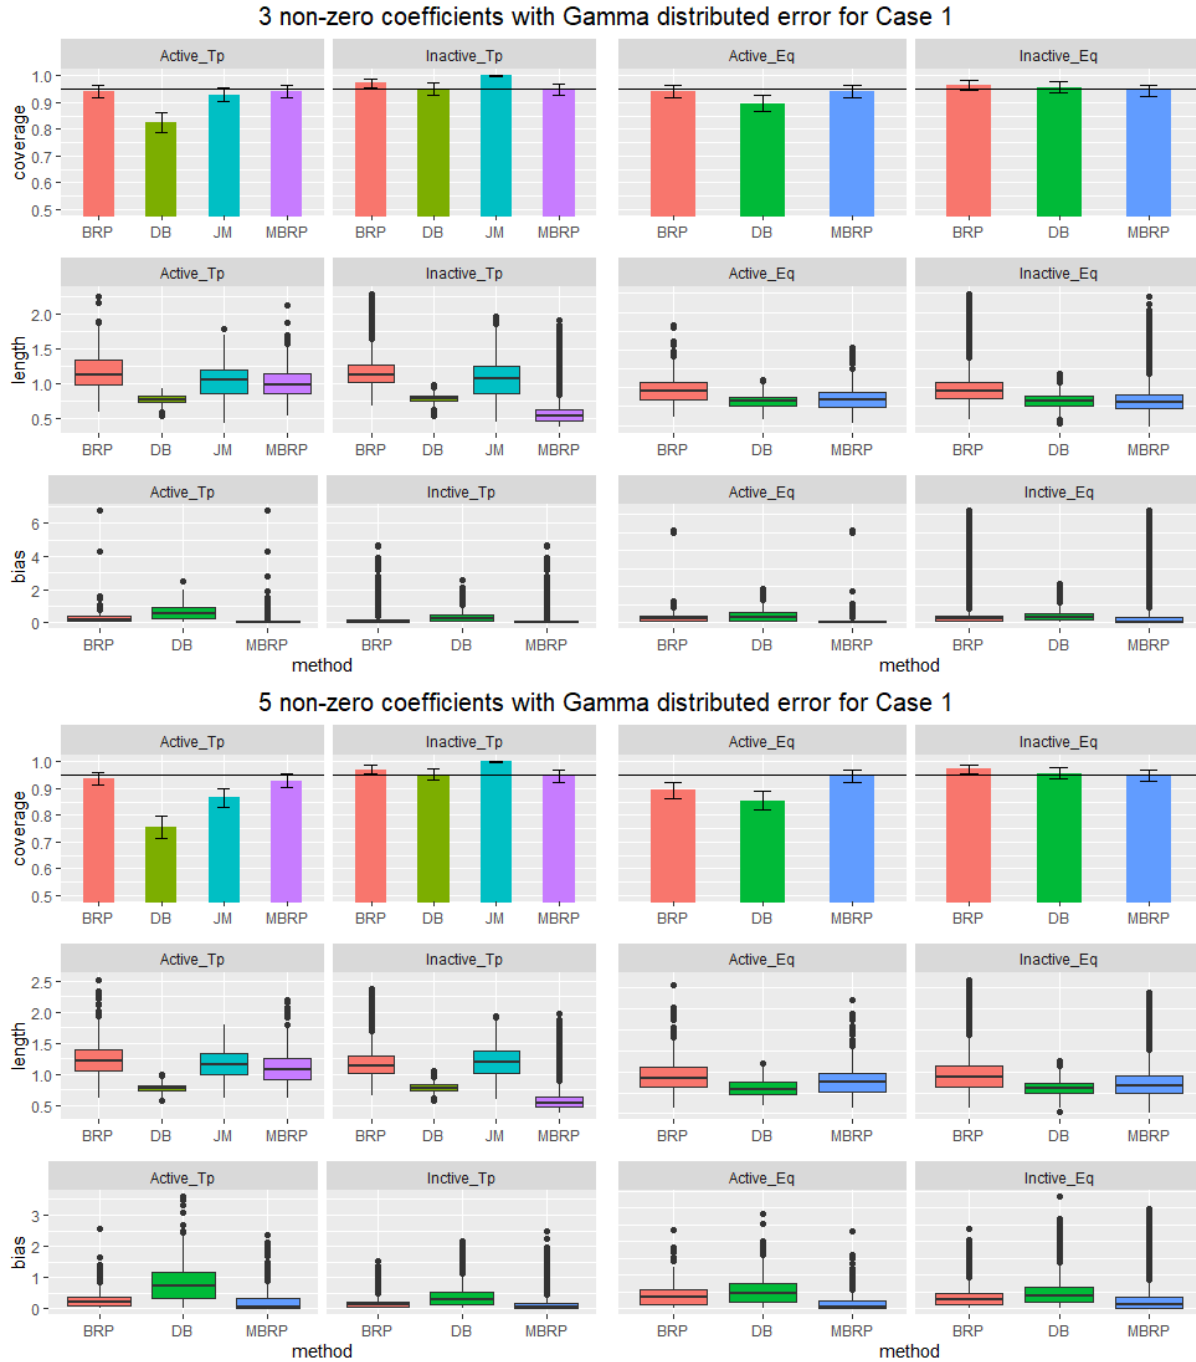 3 non-zero coefficients with Gamma distributed error for Case 1
Active_Tp Inactive_Tp Active_Eq Inactive_Eq
coverage
1.0
0.9
0.8
0.7
0.6
0.5
BRP DB JM MBRP BRP DB JM MBRP BRP DB MBRP BRP DB MBRP
Active_Tp Inactive_Tp Active_Eq Inactive_Eq
length
2.0
1.5
1.0
0.5
BRP DB JM MBRP BRP DB JM MBRP BRP DB MBRP BRP DB MBRP
Active_Tp Inctive_Tp Active_Eq Inctive_Eq
bias
6
4
2
0
BRP DB MBRP BRP DB MBRP BRP DB MBRP BRP DB MBRP
method method
5 non-zero coefficients with Gamma distributed error for Case 1
Active_Tp Inactive_Tp Active_Eq Inactive_Eq
coverage
1.0
0.9
0.8
0.7
0.6
0.5
BRP DB JM MBRP BRP DB JM MBRP BRP DB MBRP BRP DB MBRP
Active_Tp Inactive_Tp Active_Eq Inactive_Eq
length
2.5
2.0
1.5
1.0
0.5
BRP DB JM MBRP BRP DB JM MBRP BRP DB MBRP BRP DB MBRP
Active_Tp Inctive_Tp Active_Eq Inctive_Eq
bias
3
2
1
0
BRP DB MBRP BRP DB MBRP BRP DB MBRP BRP DB MBRP
method method